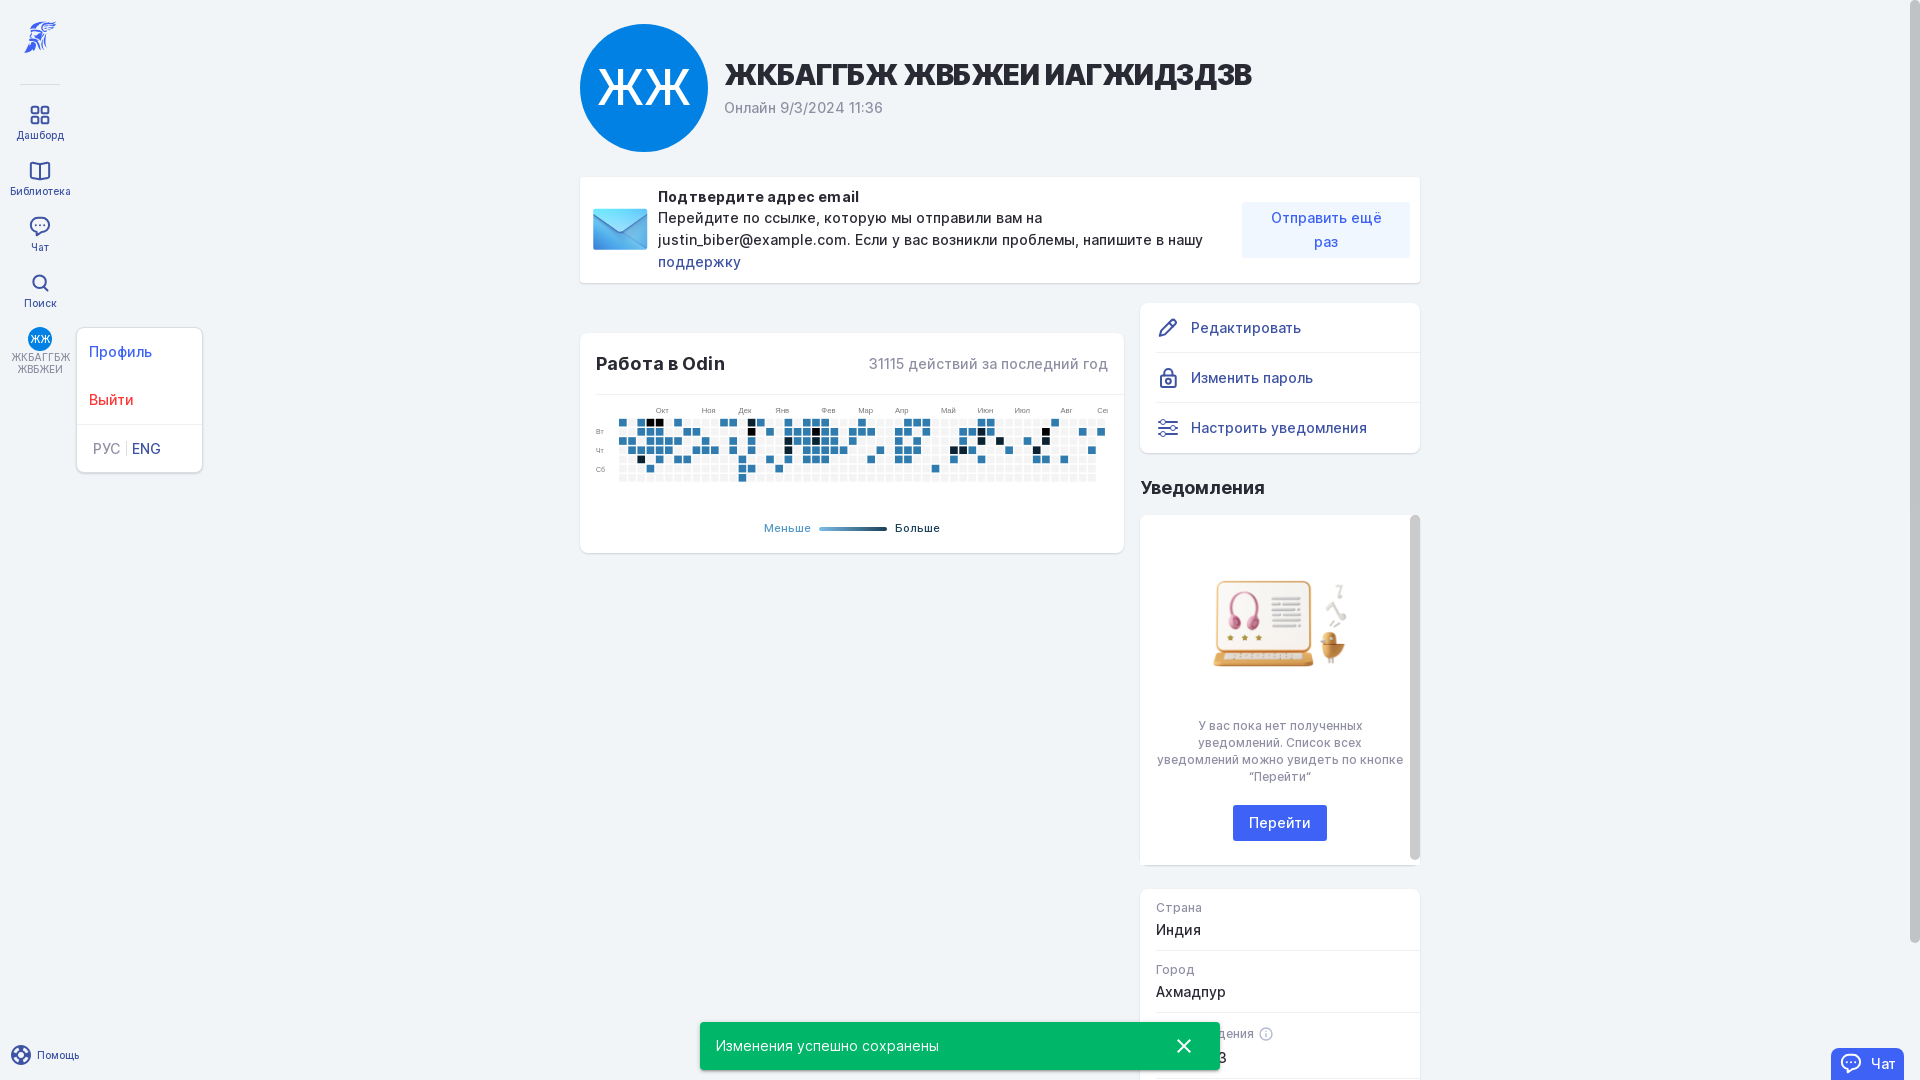 ЖЖ
ЖКБАГГБЖ ЖВБЖЕИ ИАГЖИДЗДЗВ
Онлайн 9/3/2024 11:36
Дашборд
Библиотека
Чат
Поиск
ЖЖ
ЖКБАГГБЖ
ЖВБЖЕИ
Профиль
Выйти
РУС ENG
Подтвердите адрес email
Перейдите по ссылке, которую мы отправили вам на
justin_biber@example.com. Если у вас возникли проблемы, напишите в нашу
поддержку
Отправить ещё
раз
Работа в Odin
31115 действий за последний год
Окт Ноя Дек Янв Фев Мар Апр Май Июн Июл Авг
Вт
Чт
Сб
Меньше Больше
Редактировать
Изменить пароль
Настроить уведомления
Уведомления
У вас пока нет полученных
уведомлений. Список всех
уведомлений можно увидеть по кнопке
“Перейти“
Перейти
Страна
Индия
Город
Ахмадпур
Изменения успешно сохранены
Помощь
Чат